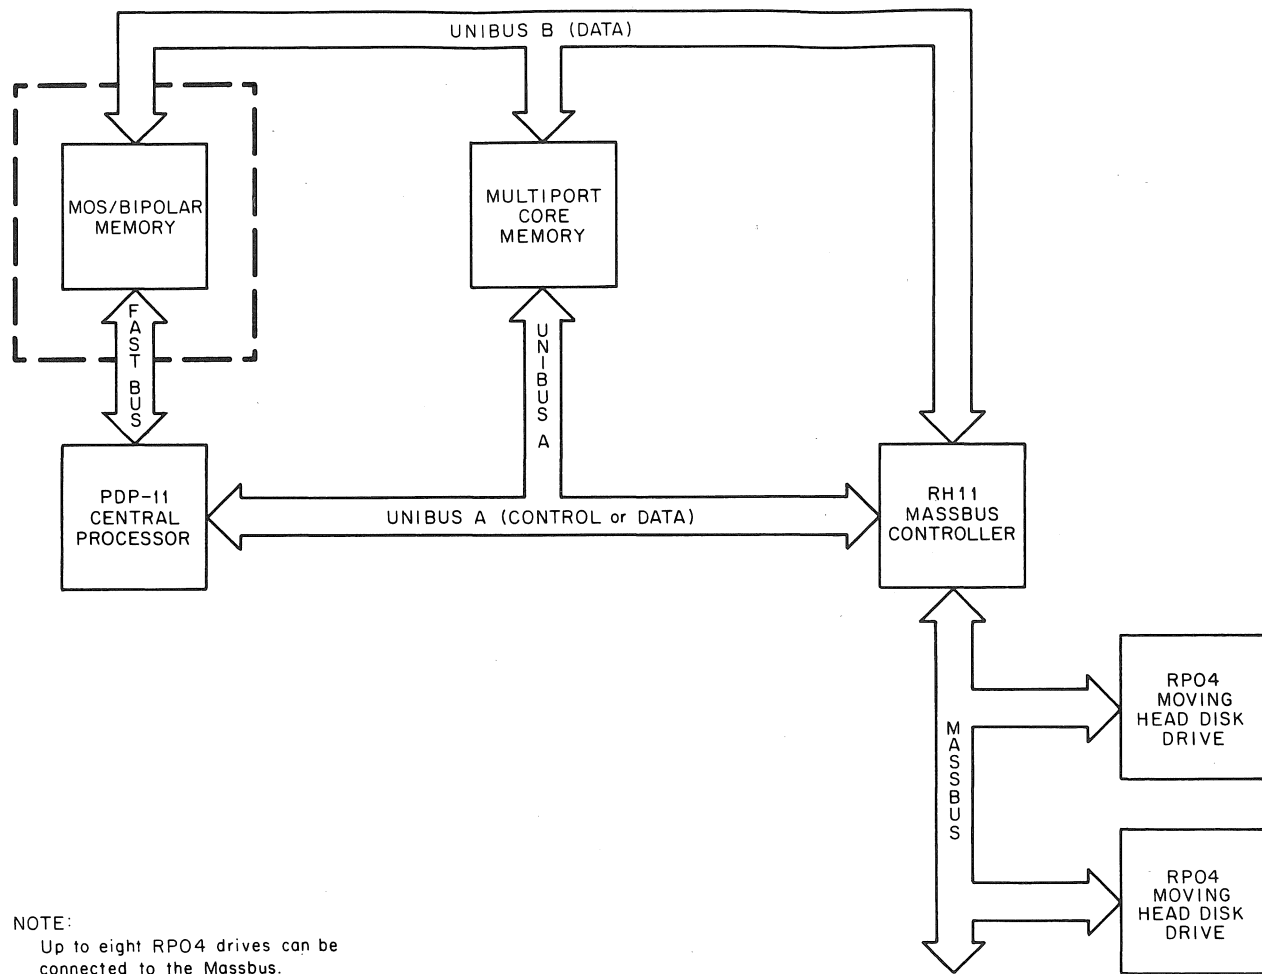 UNIBUS B (DATA)
MOS/BIPOLAR
MEMORY
MULTIPORT
CORE
MEMORY
FAST BUS
UNIBUS A
PDP-11
CENTRAL
PROCESSOR
UNIBUS A (CONTROL or DATA)
RH11
MASSBUS
CONTROLLER
MASSBUS
RP04
MOVING
HEAD DISK
DRIVE
RP04
MOVING
HEAD DISK
DRIVE
NOTE:
Up to eight RP04 drives can be
connected to the Massbus.